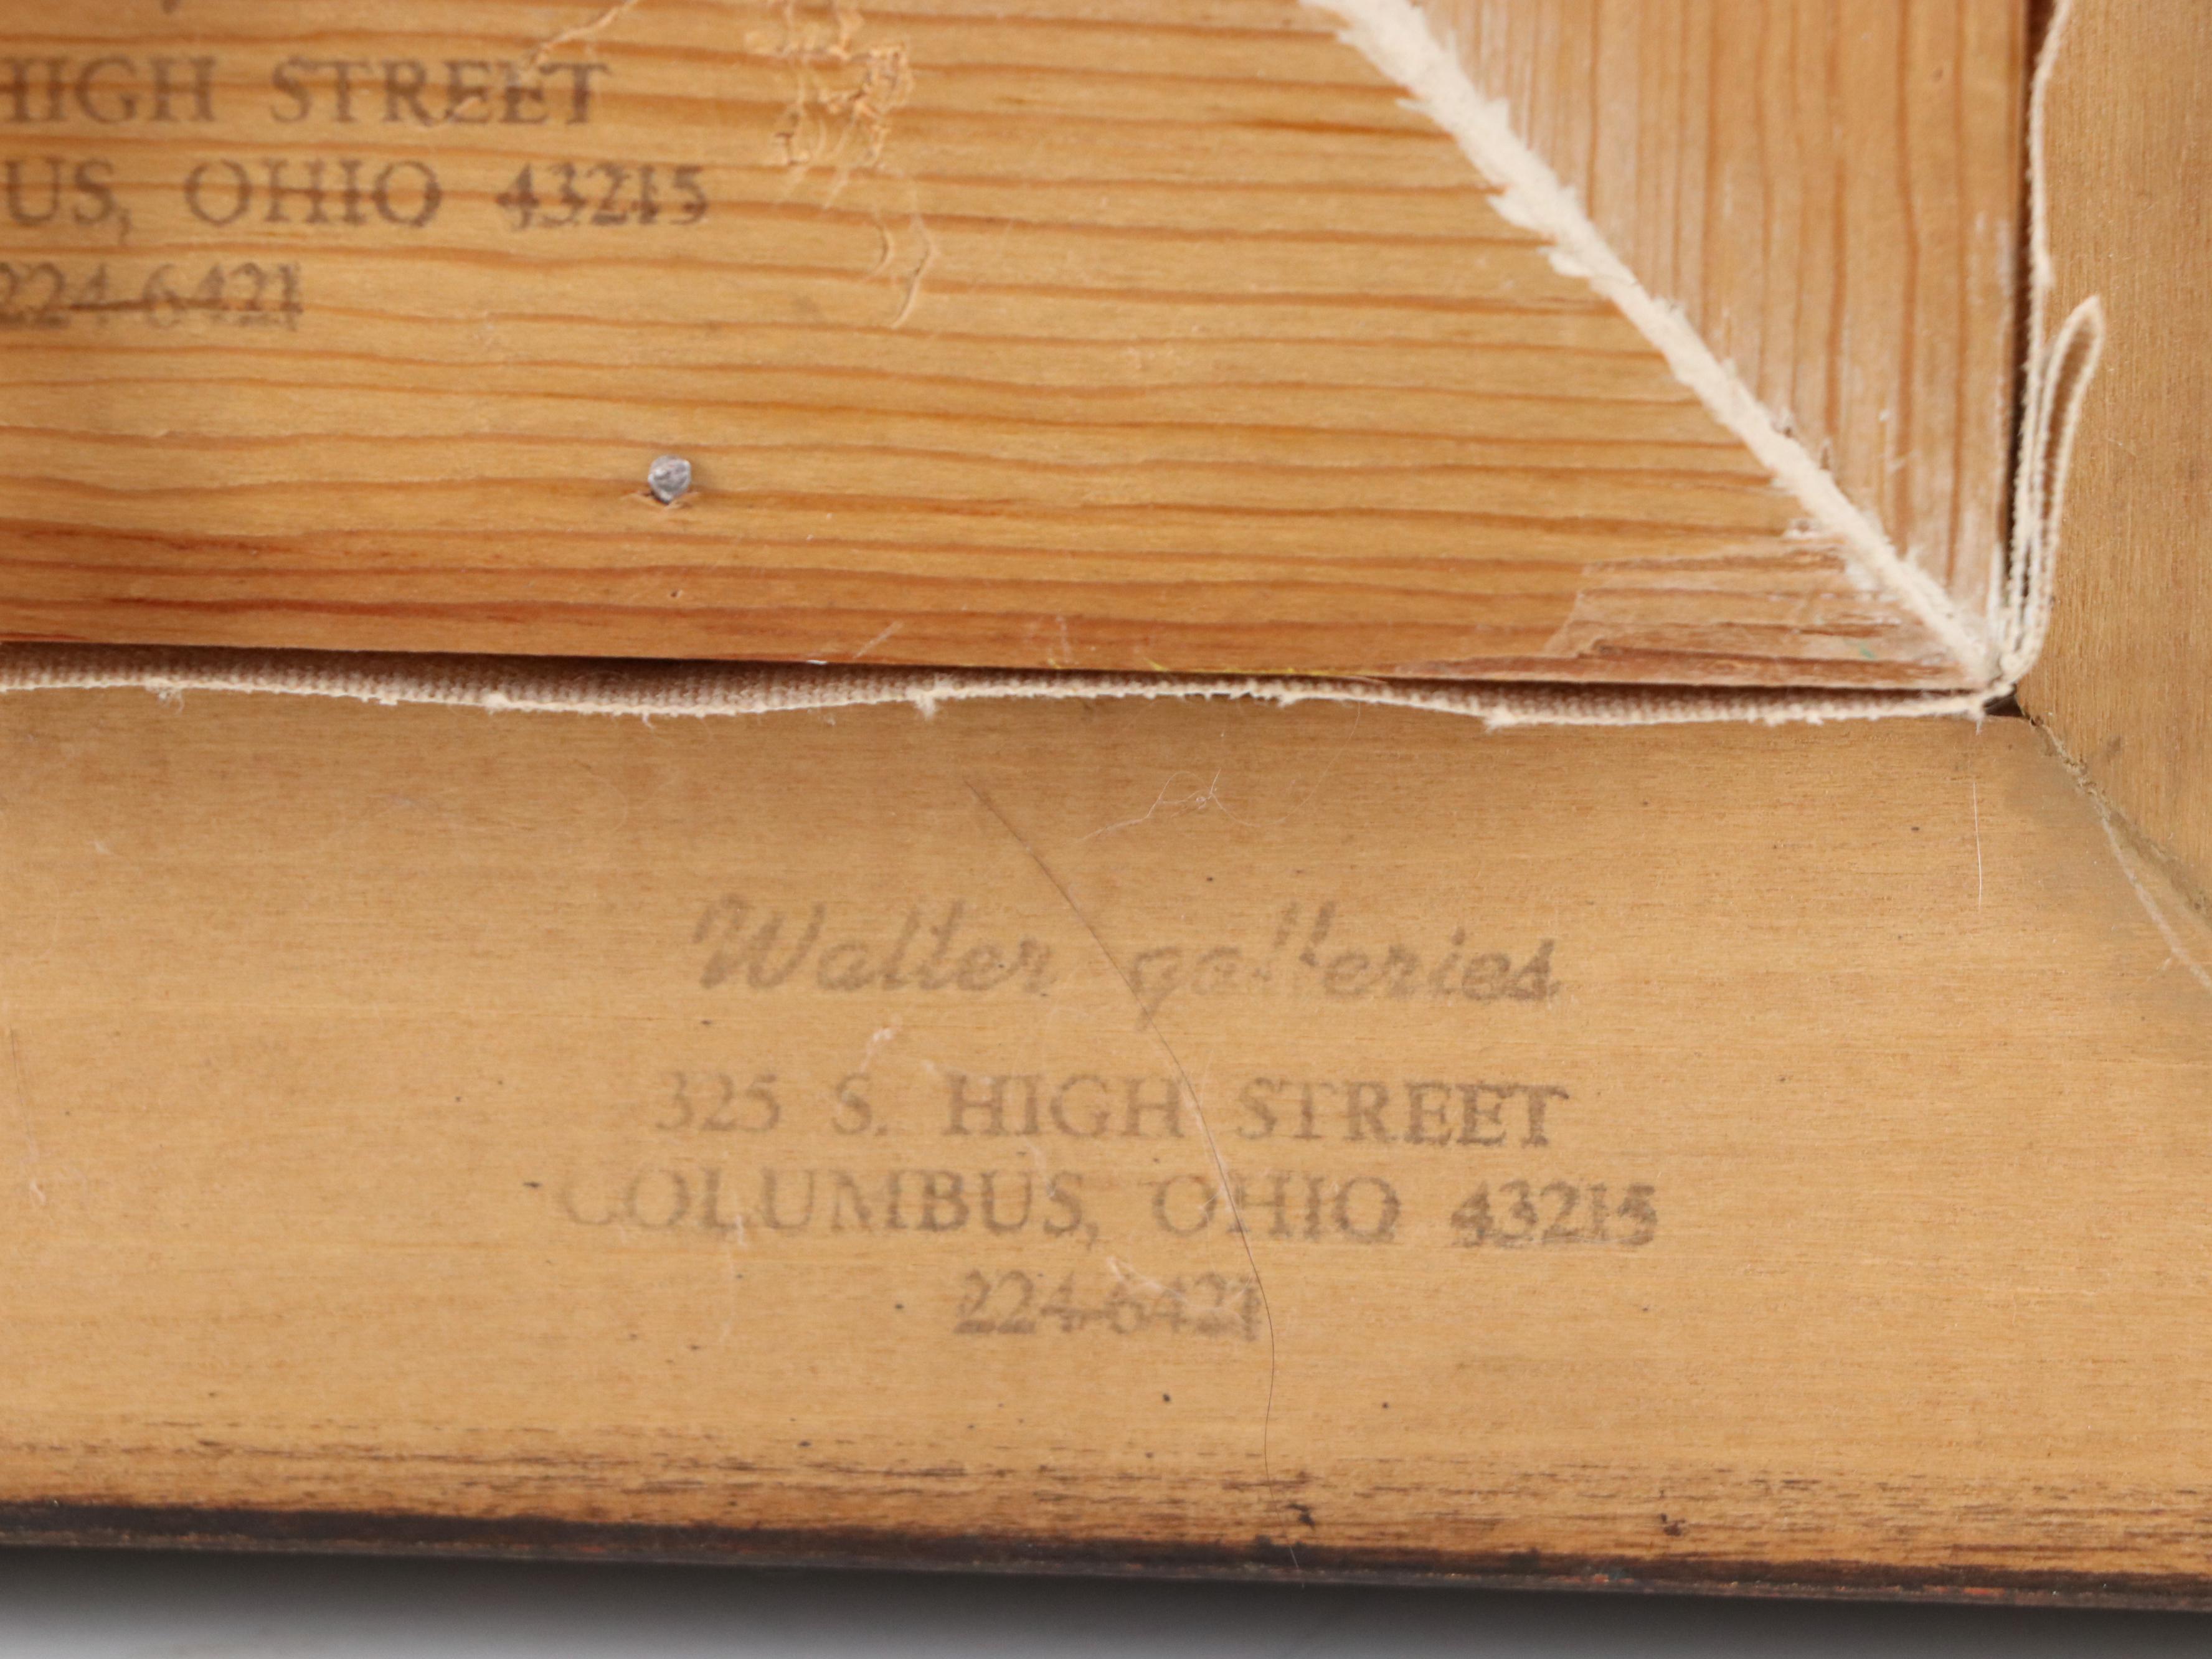 HIGH STREET
US, OHIO 43215
224-6421
Walter galleries
325 S. HIGH STREET
COLUMBUS, OHIO 43215
224-6421